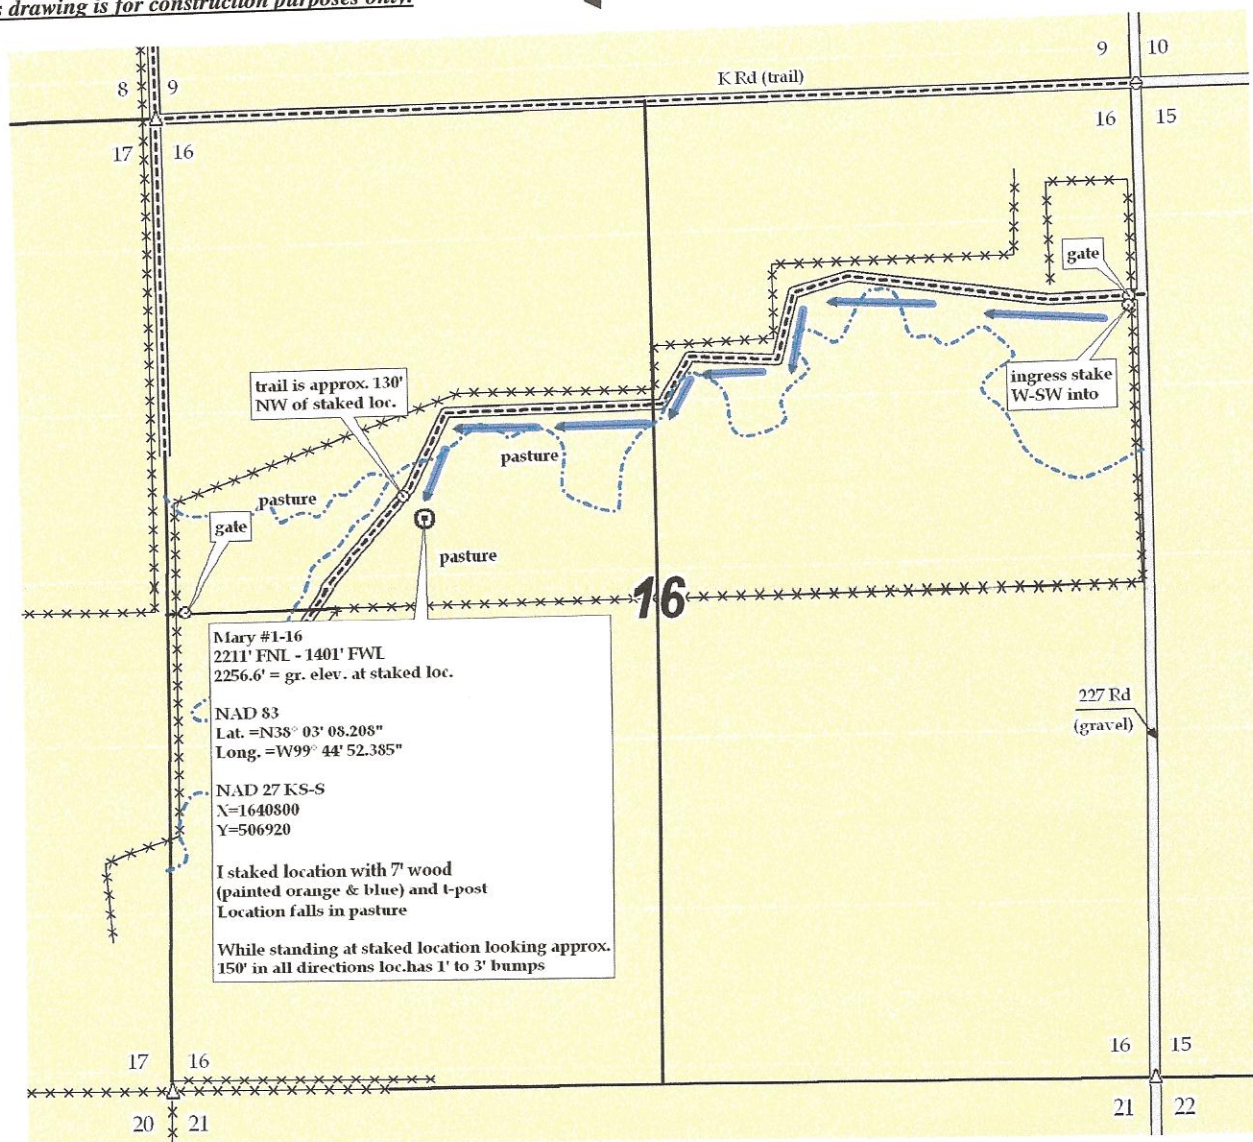 s drawing is for construction purposes only.
9 10
K Rd (trail)
8 9
16 15
17 16
gate
trail is approx. 130'
NW of staked loc.
ingress stake
W-SW into
pasture
pasture
gate
pasture
16
Mary #1-16
2211' FNL - 1401' FWL
2256.6' = gr. elev. at staked loc.
NAD 83
Lat. =N38° 03' 08.208"
Long. =W99° 44' 52.385"
NAD 27 KS-S
X=1640800
Y=506920
I staked location with 7' wood
(painted orange & blue) and t-post
Location falls in pasture
While standing at staked location looking approx.
150' in all directions loc.has 1' to 3' bumps
227 Rd
(gravel)
17 16
16 15
20 21
21 22